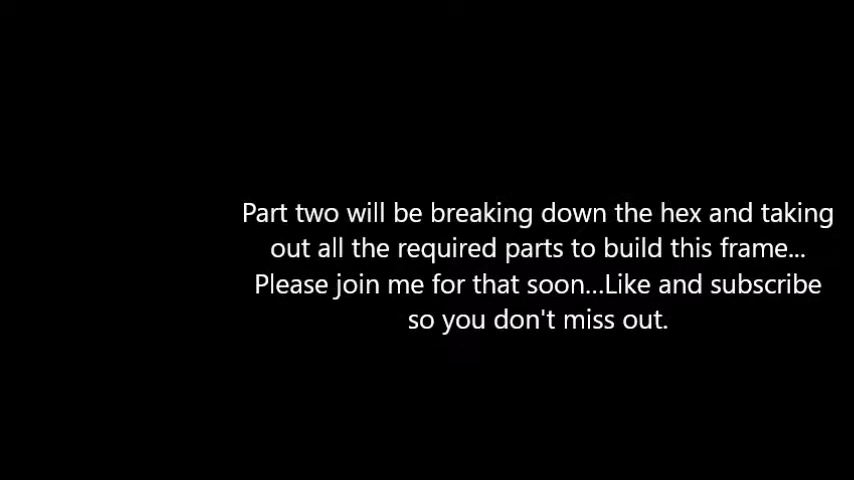 Part two will be breaking down the hex and taking
out all the required parts to build this frame...
Please join me for that soon...Like and subscribe
so you don't miss out.